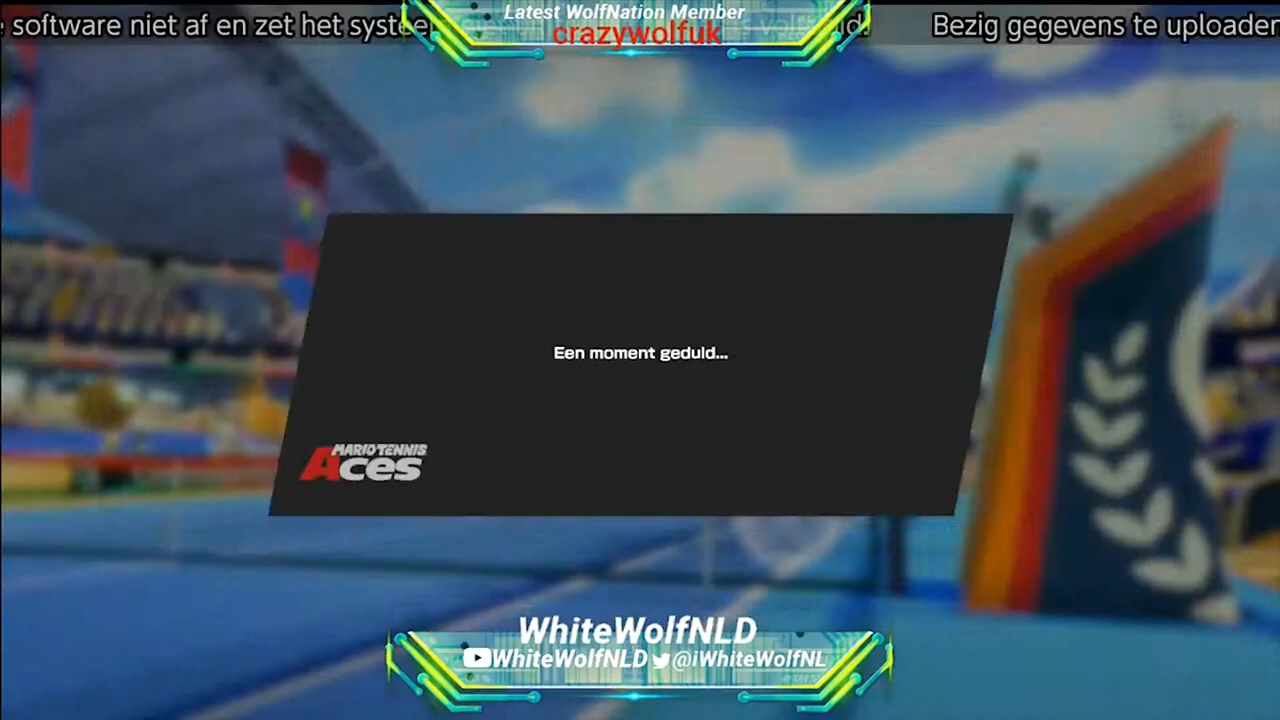 software niet af en zet het systee
Bezig gegevens te uploaden
Latest WolfNation Member
crazywolfuk
Een moment geduld...
MARIO TENNIS
Aces
WhiteWolfNLD
WhiteWolfNLD @iWhiteWolfNL